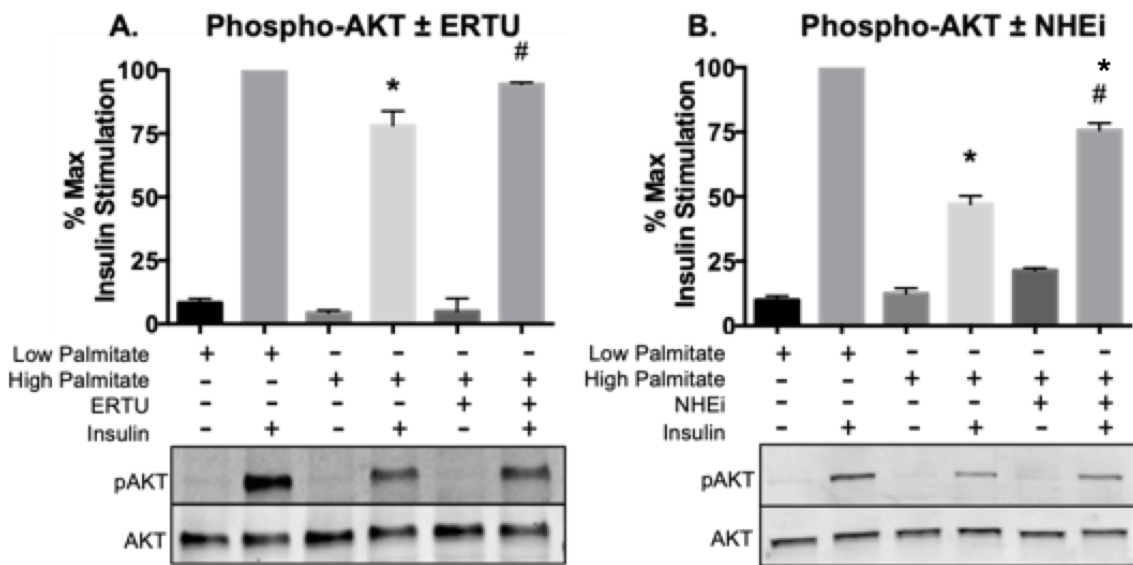 A. Phospho-AKT ± ERTU
#
100
*
75
% Max
Insulin Stimulation
50
25
0
Low Palmitate + + - - - -
High Palmitate - - + + + +
ERTU - - - - + +
Insulin - + - + - +
pAKT
AKT
B. Phospho-AKT ± NHEi
100
*
#
75
*
% Max
Insulin Stimulation
50
25
0
Low Palmitate + + - - - -
High Palmitate - - + + + +
NHEi - - - - + +
Insulin - + - + - +
pAKT
AKT